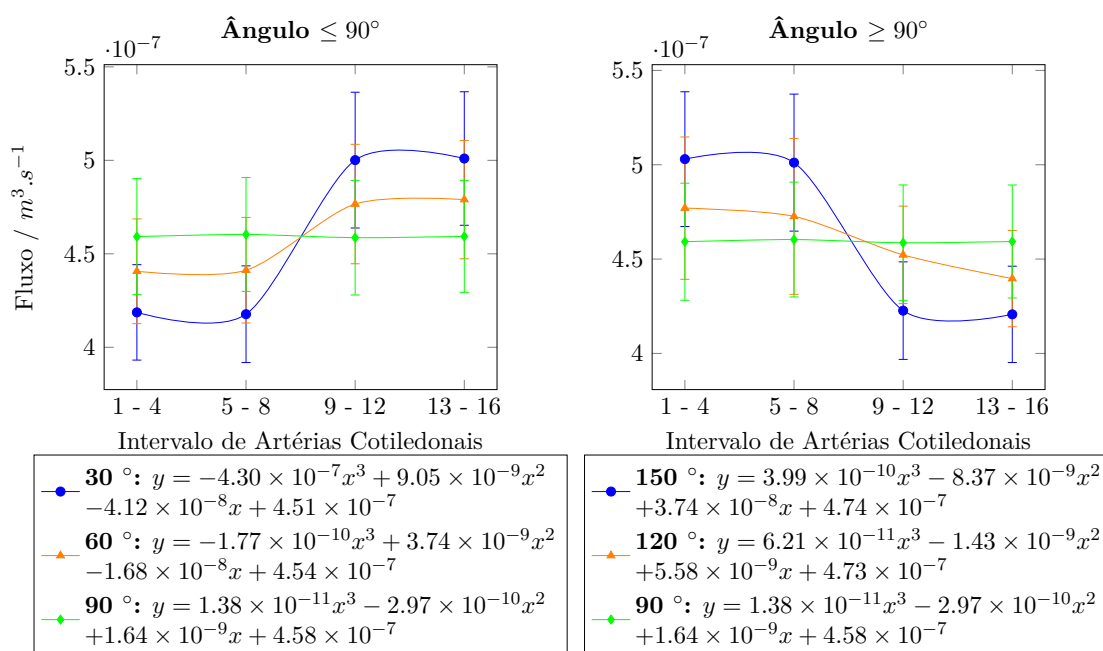 Ângulo ≤ 90°
·10−7
5.5
5
4.5
4
Fluxo / m3.s−1
1 - 4 5 - 8 9 - 12 13 - 16
Intervalo de Artérias Cotiledonais
30 °: y = −4.30 × 10−7x3 + 9.05 × 10−9x2
−4.12 × 10−8x + 4.51 × 10−7
60 °: y = −1.77 × 10−10x3 + 3.74 × 10−9x2
−1.68 × 10−8x + 4.54 × 10−7
90 °: y = 1.38 × 10−11x3 − 2.97 × 10−10x2
+1.64 × 10−9x + 4.58 × 10−7
Ângulo ≥ 90°
·10−7
5.5
5
4.5
4
1 - 4 5 - 8 9 - 12 13 - 16
Intervalo de Artérias Cotiledonais
150 °: y = 3.99 × 10−10x3 − 8.37 × 10−9x2
+3.74 × 10−8x + 4.74 × 10−7
120 °: y = 6.21 × 10−11x3 − 1.43 × 10−9x2
+5.58 × 10−9x + 4.73 × 10−7
90 °: y = 1.38 × 10−11x3 − 2.97 × 10−10x2
+1.64 × 10−9x + 4.58 × 10−7